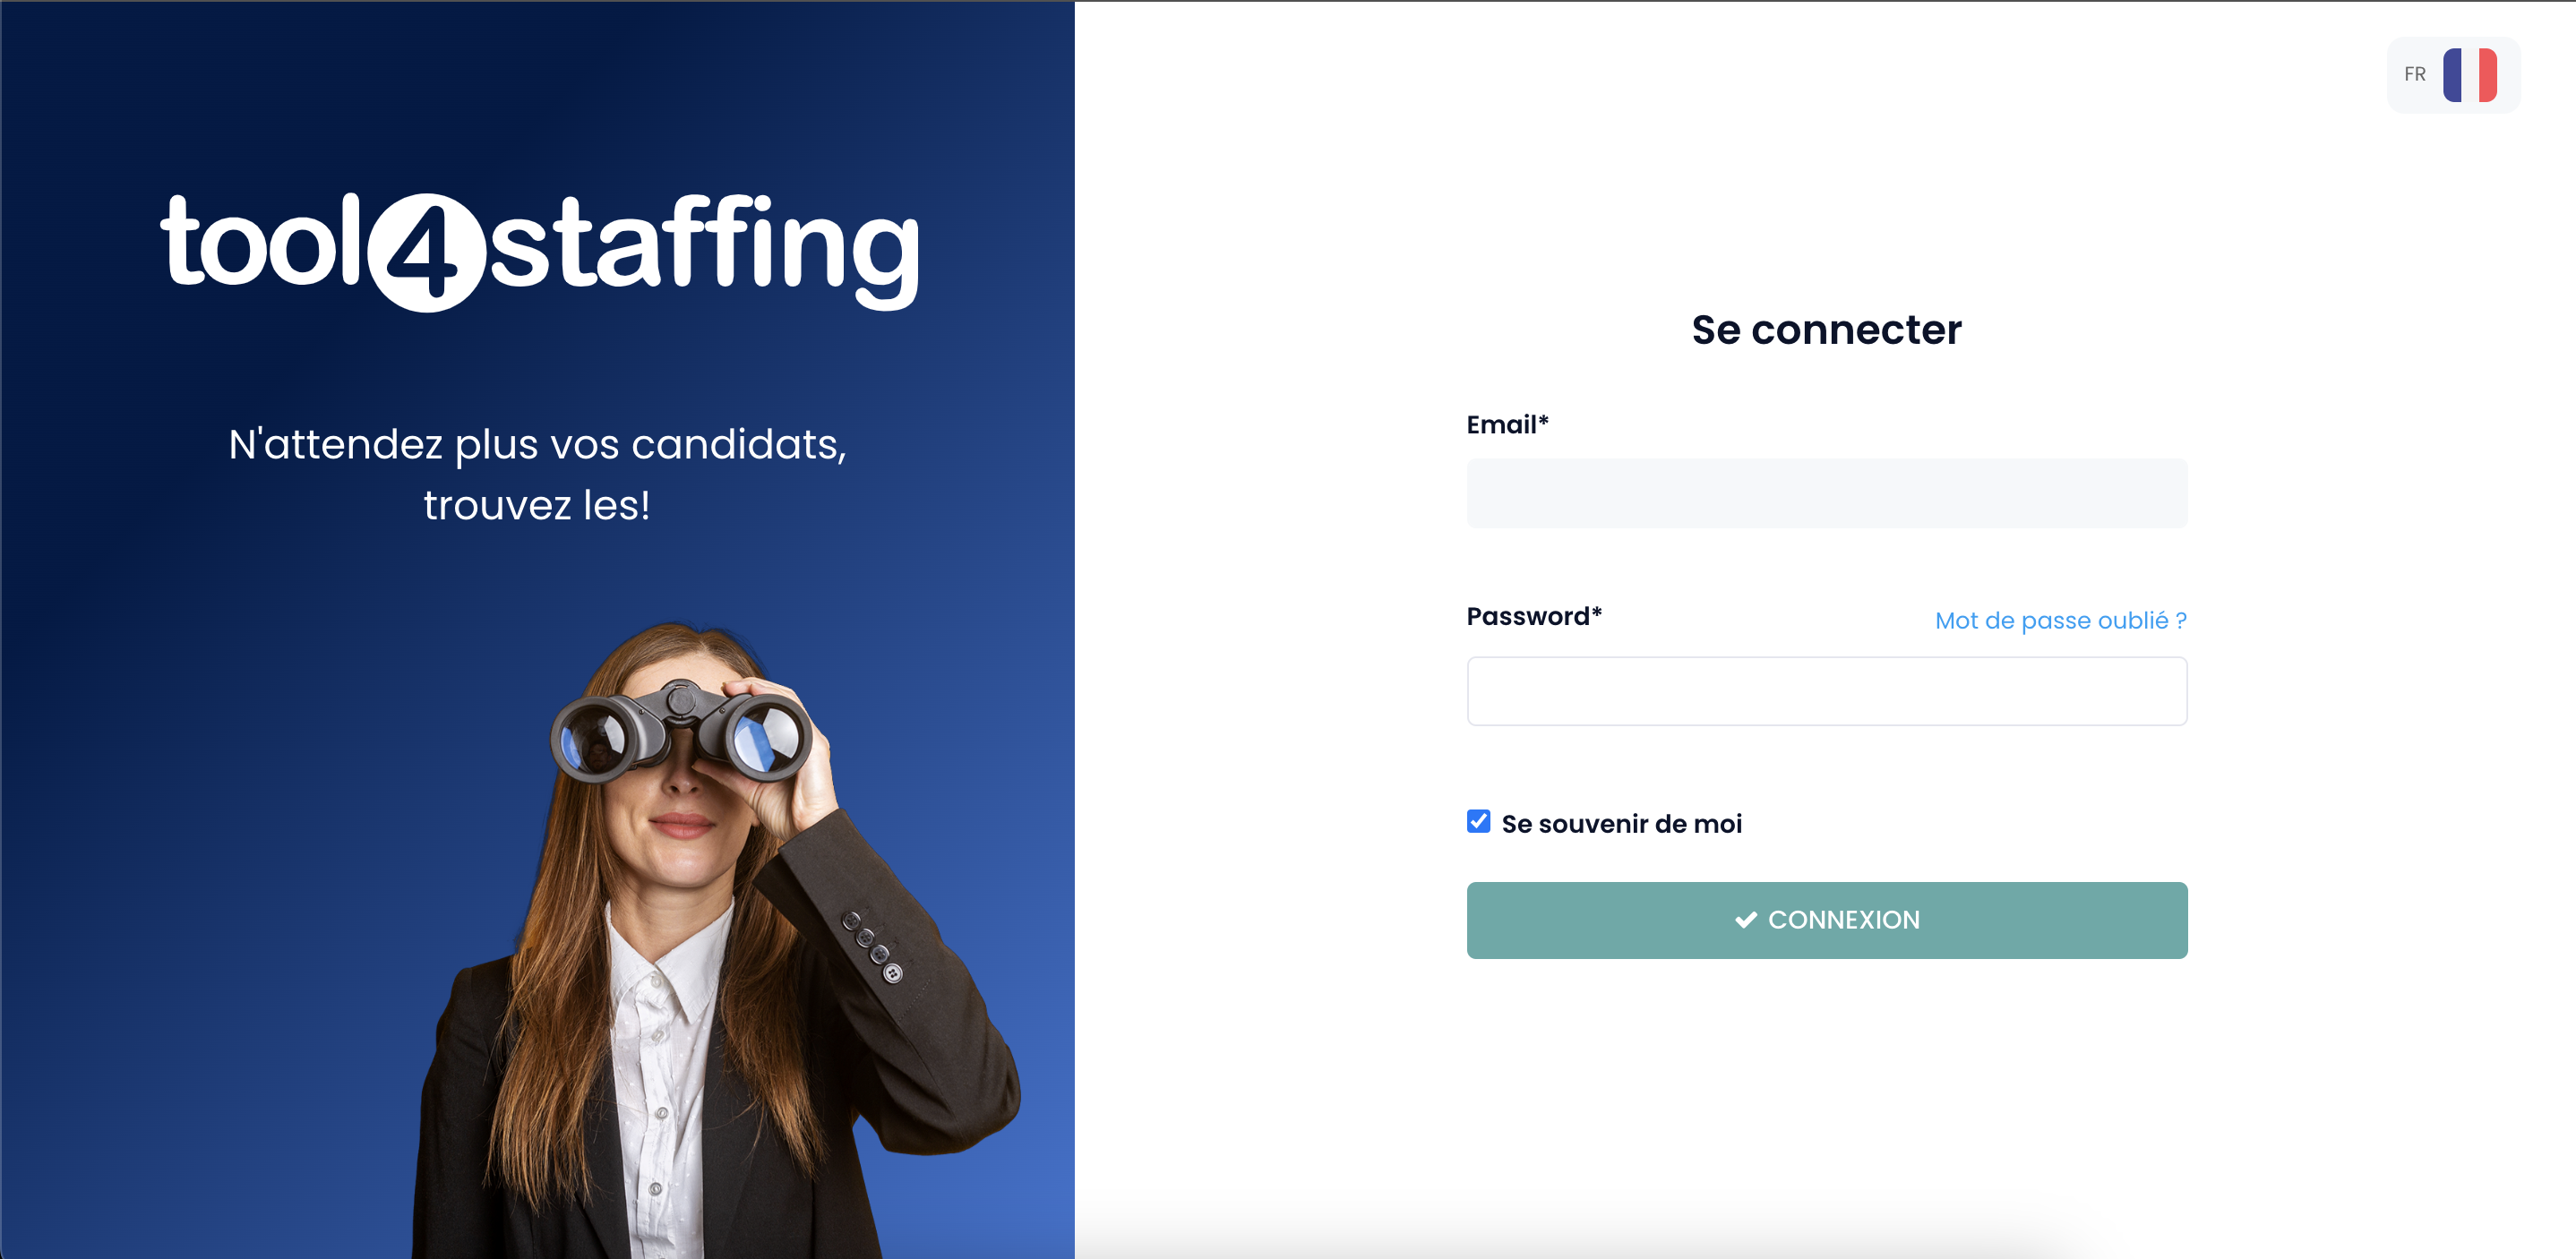 tool4staffing
N'attendez plus vos candidats,
trouvez les!
FR
Se connecter
Email*
Password*
Mot de passe oublié ?
Se souvenir de moi
CONNEXION